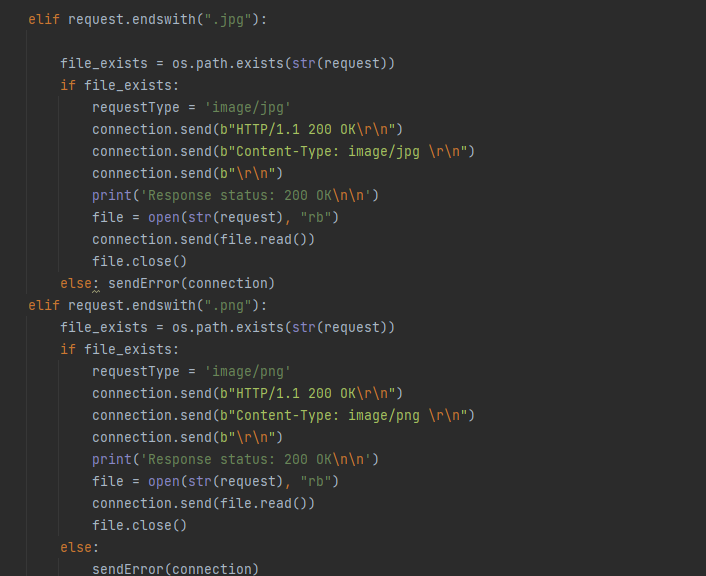 elif request.endswith(".jpg"):
file_exists = os.path.exists(str(request))
if file_exists:
requestType = 'image/jpg'
connection.send(b"HTTP/1.1 200 OK\r\n")
connection.send(b"Content-Type: image/jpg \r\n")
connection.send(b"\r\n")
print('Response status: 200 OK\n\n')
file = open(str(request), "rb")
connection.send(file.read())
file.close()
else: sendError(connection)
elif request.endswith(".png"):
file_exists = os.path.exists(str(request))
if file_exists:
requestType = 'image/png'
connection.send(b"HTTP/1.1 200 OK\r\n")
connection.send(b"Content-Type: image/png \r\n")
connection.send(b"\r\n")
print('Response status: 200 OK\n\n')
file = open(str(request), "rb")
connection.send(file.read())
file.close()
else:
sendError(connection)